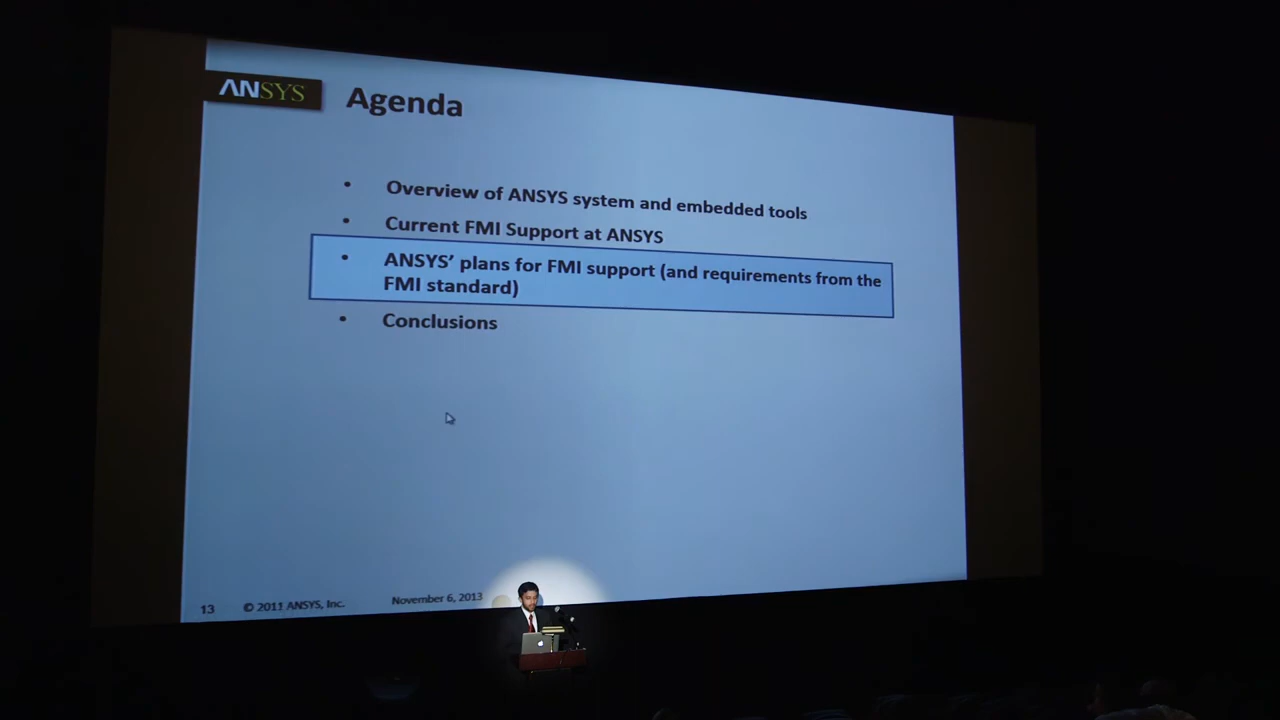 ANSYS
Agenda
• Overview of ANSYS system and embedded tools
• Current FMI Support at ANSYS
• ANSYS’ plans for FMI support (and requirements from the
FMI standard)
• Conclusions
13 © 2011 ANSYS, Inc. November 6, 2013